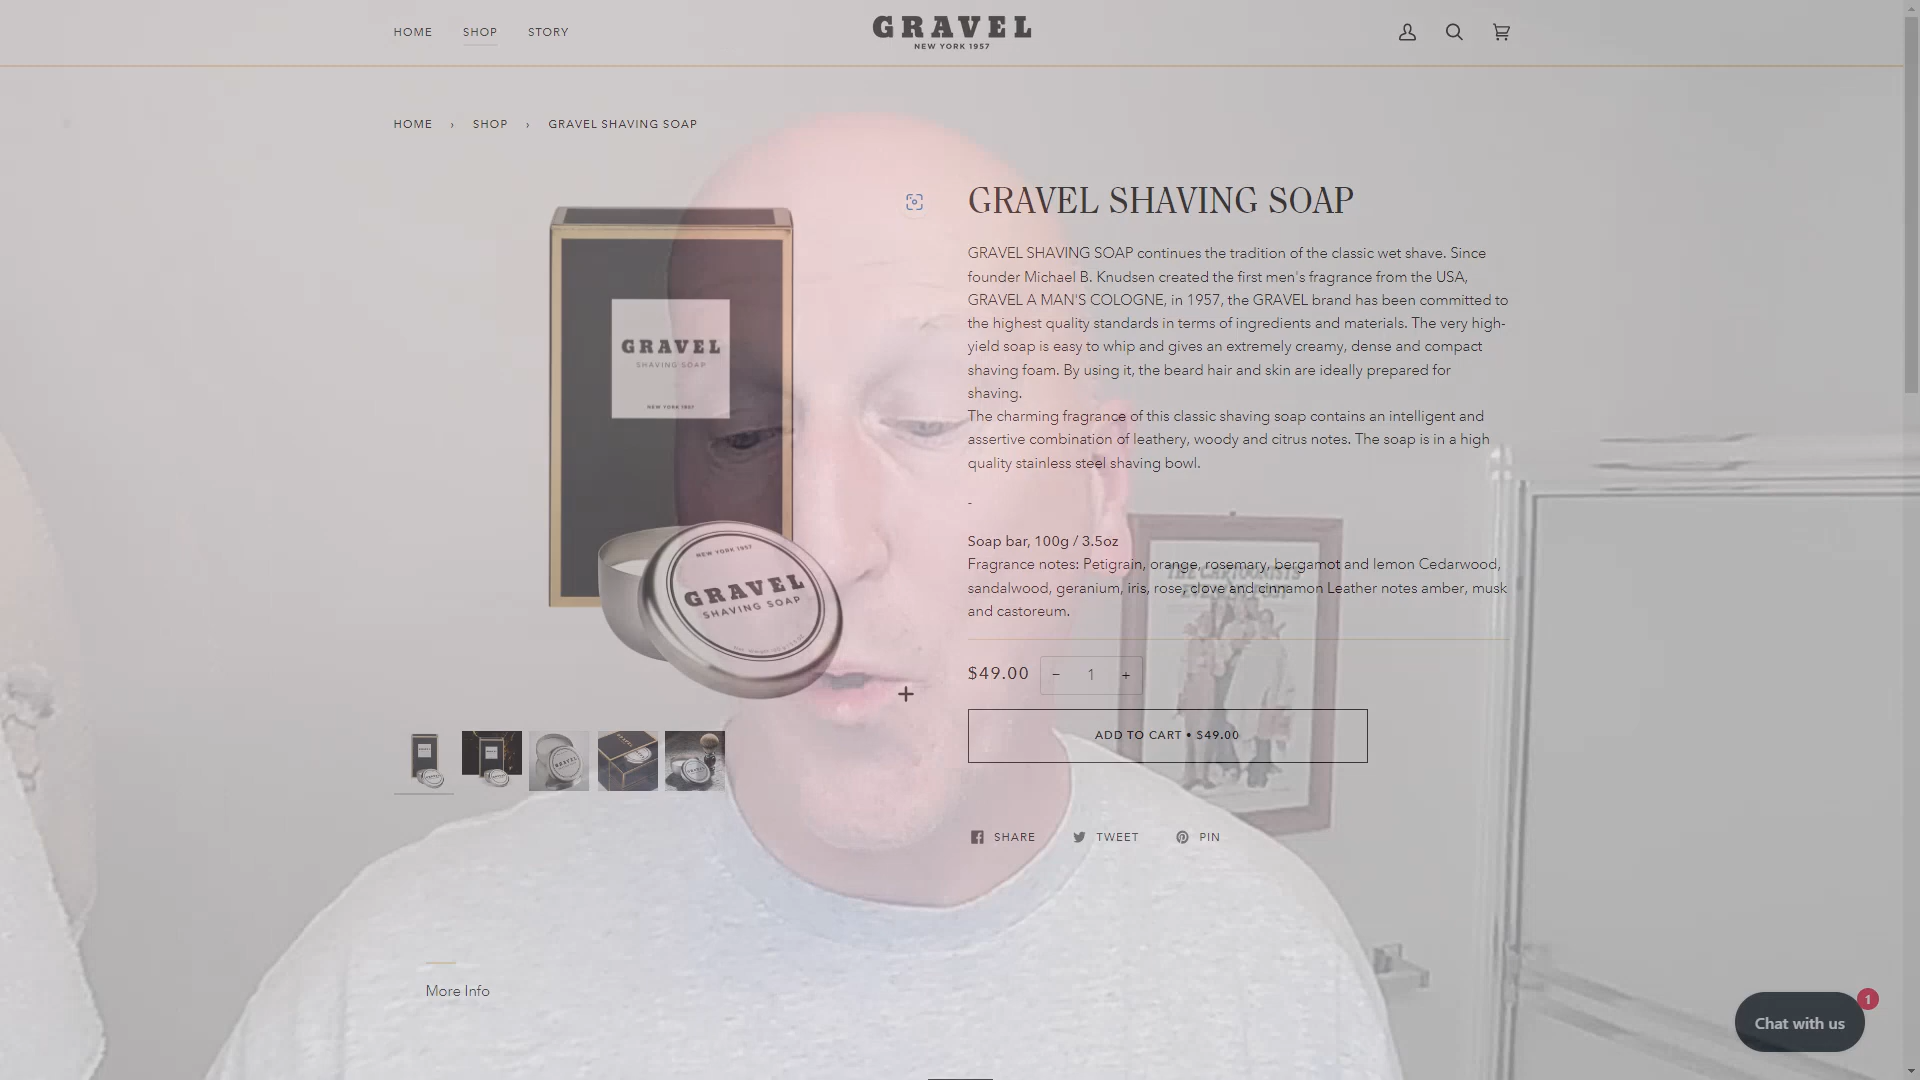 HOME SHOP STORY
GRAVEL
NEW YORK 1957
HOME › SHOP › GRAVEL SHAVING SOAP
GRAVEL
SHAVING SOAP
NEW YORK 1957
NEW YORK 1957
GRAVEL
SHAVING SOAP
GRAVEL SHAVING SOAP
GRAVEL SHAVING SOAP continues the tradition of the classic wet shave. Since
founder Michael B. Knudsen created the first men's fragrance from the USA,
GRAVEL A MAN'S COLOGNE, in 1957, the GRAVEL brand has been committed to
the highest quality standards in terms of ingredients and materials. The very high-
yield soap is easy to whip and gives an extremely creamy, dense and compact
shaving foam. By using it, the beard hair and skin are ideally prepared for
shaving.
The charming fragrance of this classic shaving soap contains an intelligent and
assertive combination of leathery, woody and citrus notes. The soap is in a high
quality stainless steel shaving bowl.
-
Soap bar, 100g / 3.5oz
Fragrance notes: Petigrain, orange, rosemary, bergamot and lemon Cedarwood,
sandalwood, geranium, iris, rose, clove and cinnamon Leather notes amber, musk
and castoreum.
THE CARTOONISTS
$49.00 − 1 +
ADD TO CART • $49.00
SHARE TWEET PIN
More Info
1
Chat with us